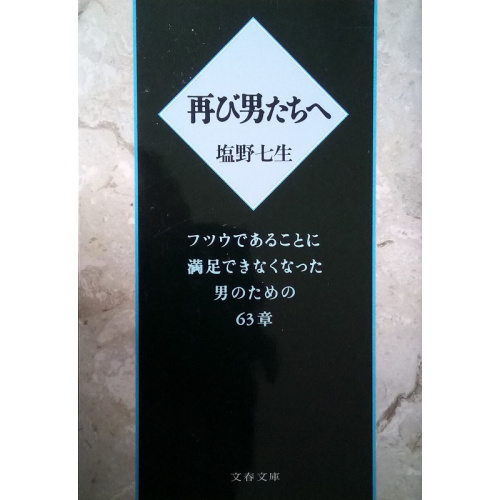 再び男たちへ
塩野七生
フツウであることに
満足できなくなった
男のための
63章
文春文庫